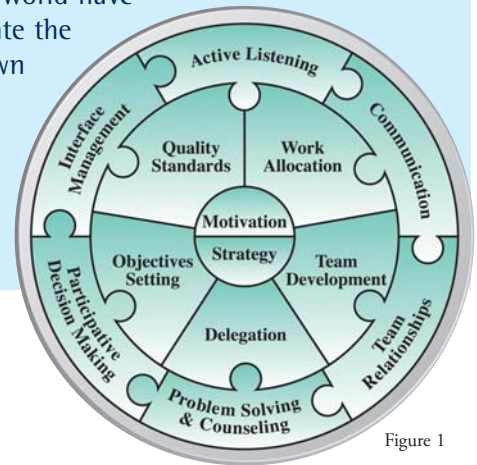 world have
te the
wn
Active Listening
Communication
Team
Relationships
Problem Solving
& Counseling
Participative
Decision Making
Interface
Management
Quality
Standards
Work
Allocation
Team
Development
Delegation
Objectives
Setting
Motivation
Strategy
Figure 1